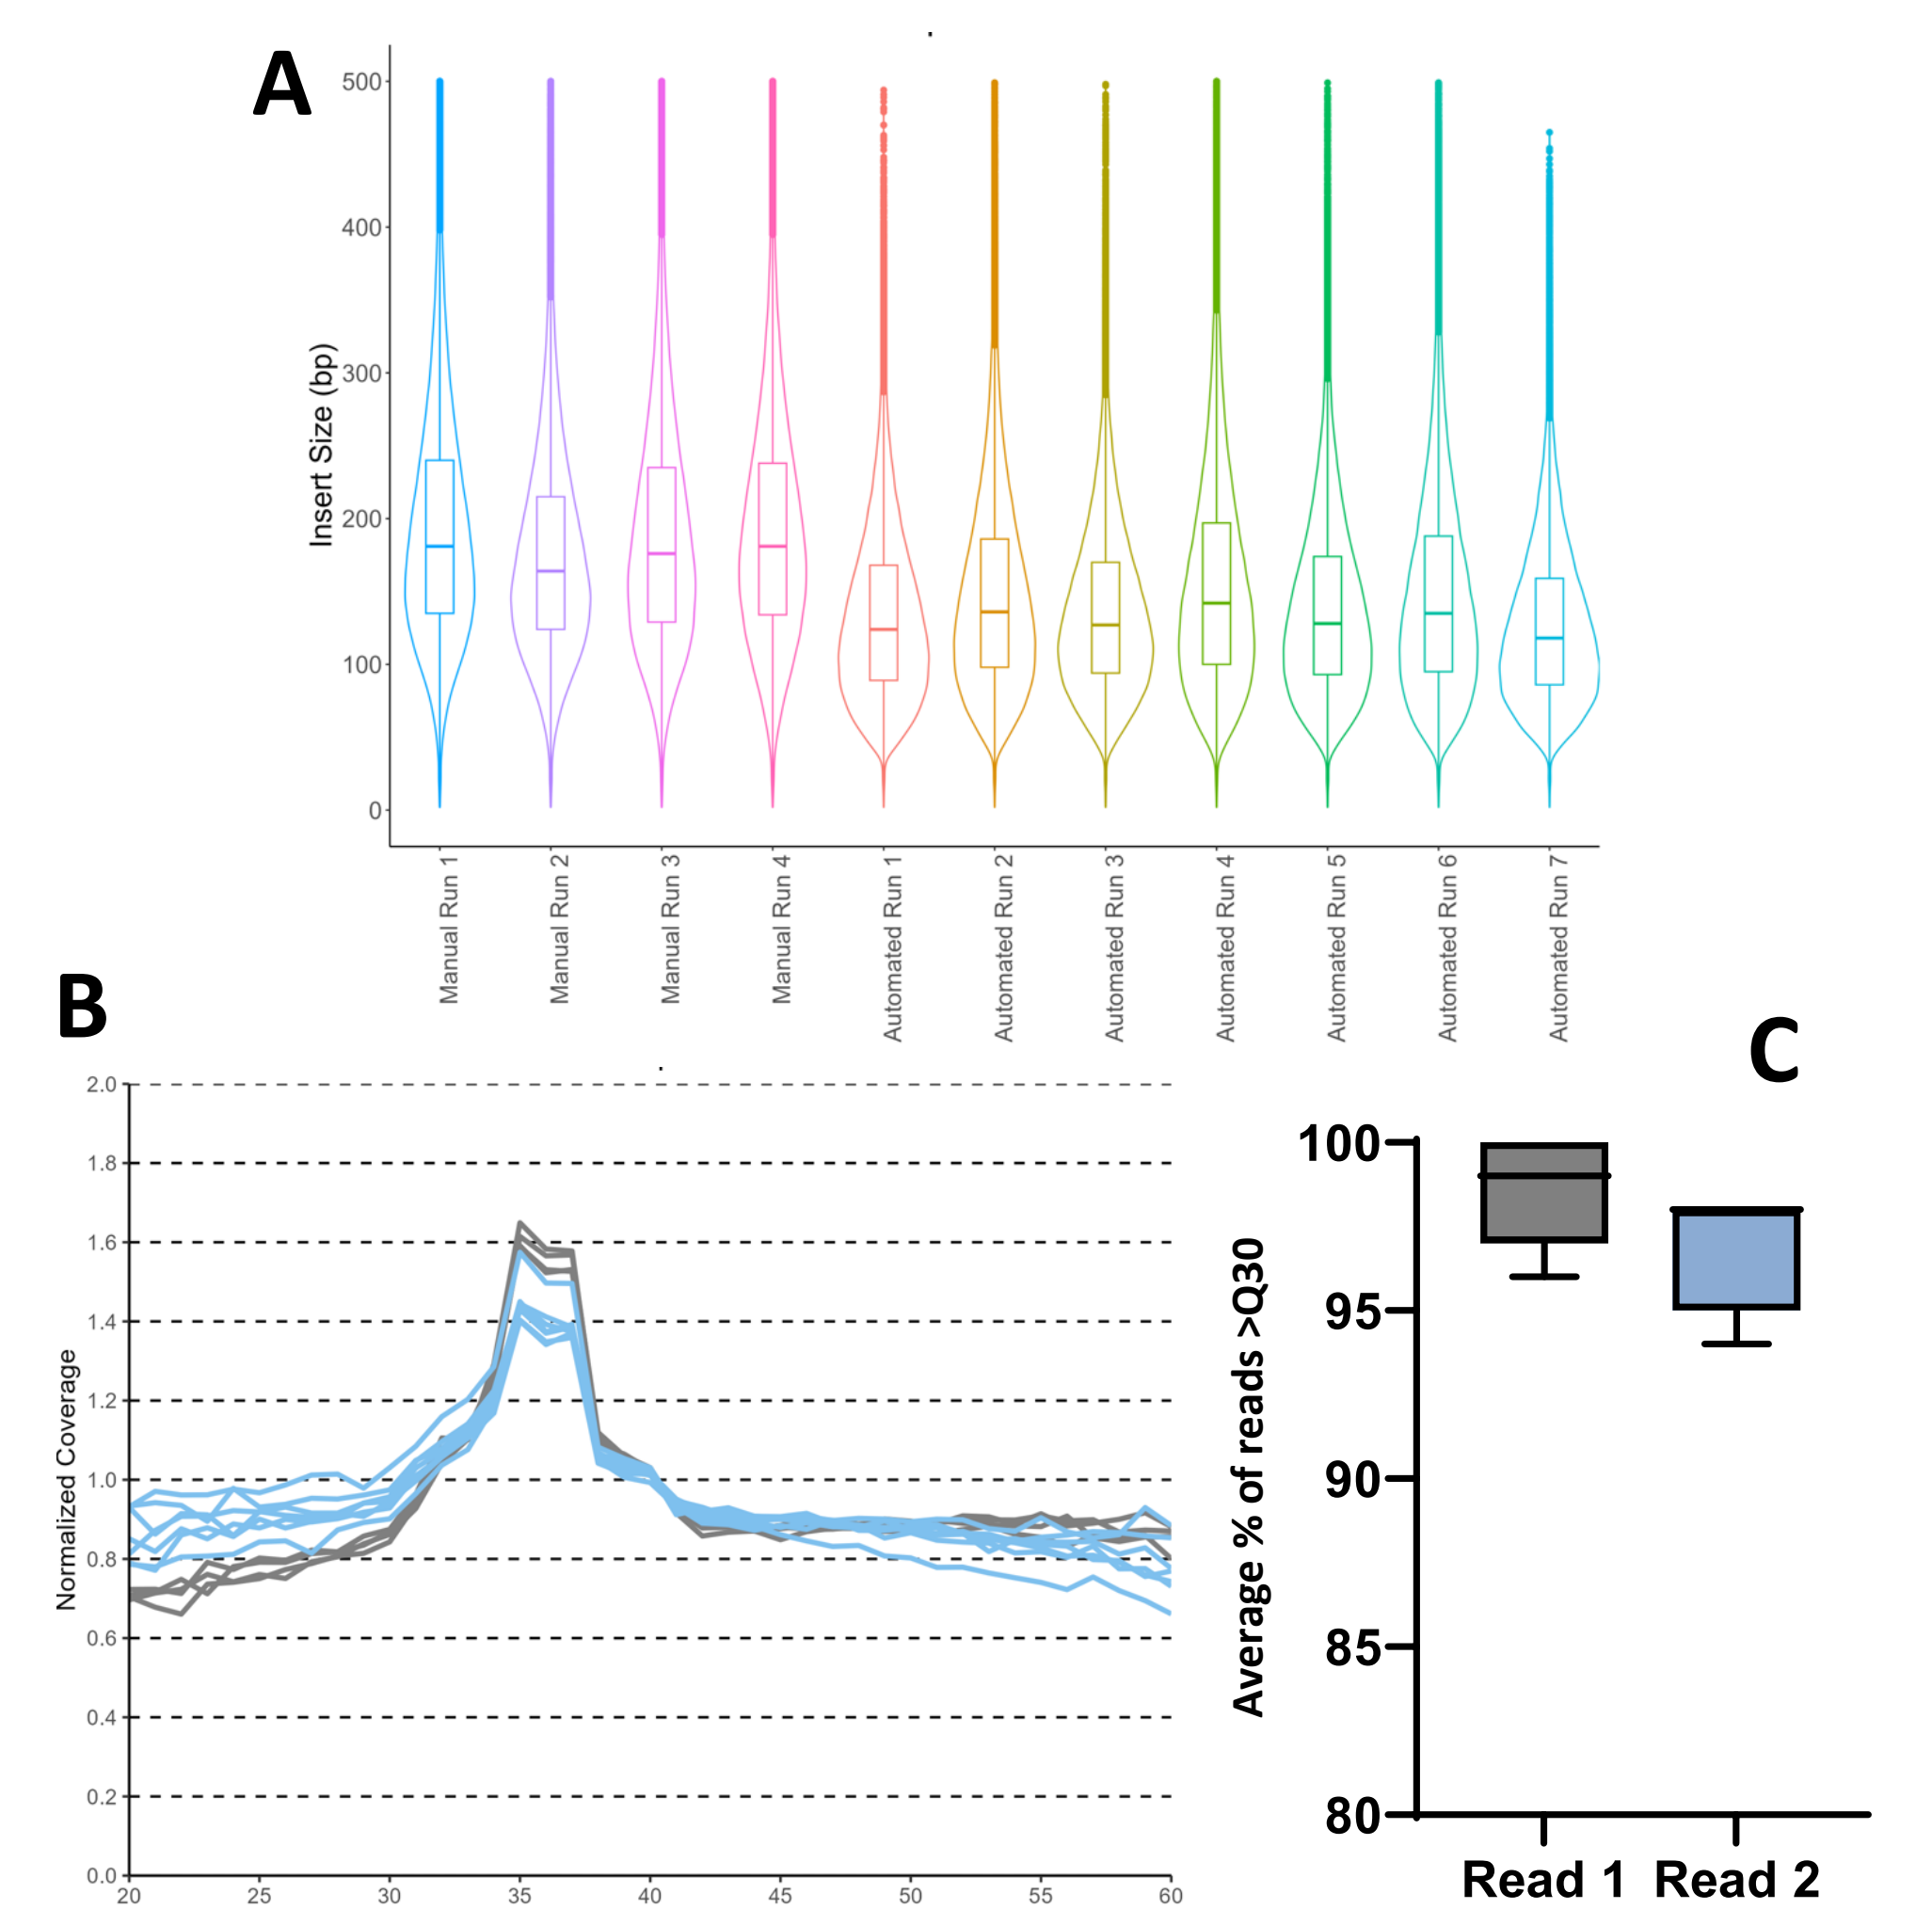 A
500
400
300
200
100
0
Insert Size (bp)
Manual Run 1
Manual Run 2
Manual Run 3
Manual Run 4
Automated Run 1
Automated Run 2
Automated Run 3
Automated Run 4
Automated Run 5
Automated Run 6
Automated Run 7
B
2.0
1.8
1.6
1.4
1.2
1.0
0.8
0.6
0.4
0.2
0.0
Normalized Coverage
20 25 30 35 40 45 50 55 60
C
100
95
90
85
80
Average % of reads >Q30
Read 1 Read 2